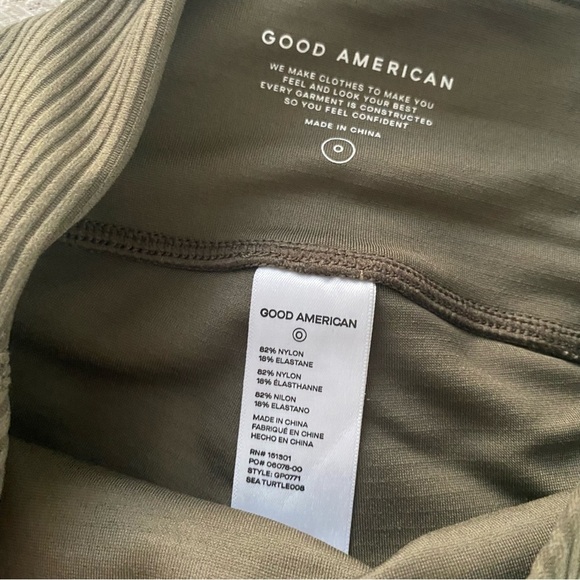 GOOD AMERICAN
WE MAKE CLOTHES TO MAKE YOU
FEEL AND LOOK YOUR BEST
EVERY GARMENT IS CONSTRUCTED
SO YOU FEEL CONFIDENT
MADE IN CHINA
0
GOOD AMERICAN
0
82% NYLON
18% ELASTANE
82% NYLON
18% ÉLASTHANNE
82% NILON
18% ELASTANO
MADE IN CHINA
FABRIQUÉ EN CHINE
HECHO EN CHINA
RN# 151301
PO# 06078-00
STYLE: GP0771
SEA TURTLE008